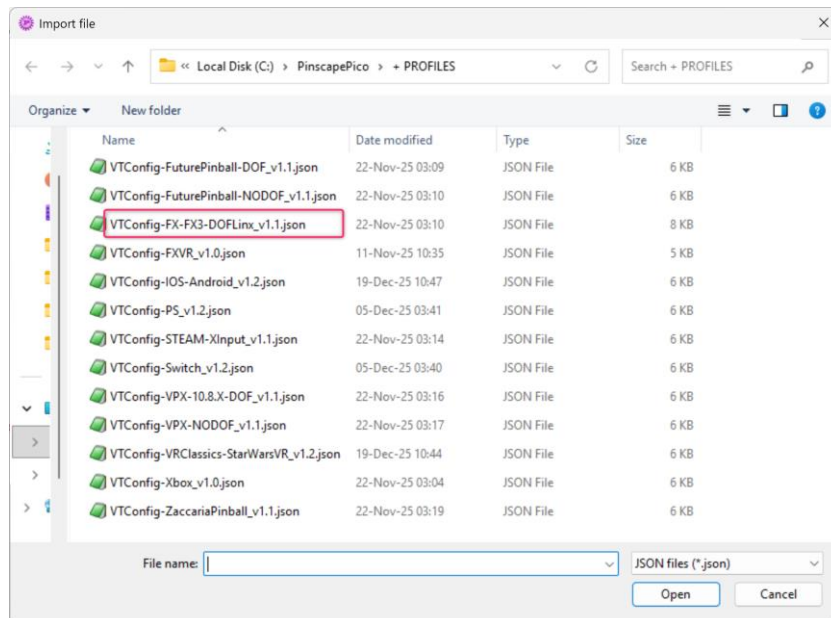 Import file
« Local Disk (C:) > PinscapePico > + PROFILES
Search + PROFILES
Organize
New folder
Name Date modified Type Size
VTConfig-FuturePinball-DOF_v1.1.json 22-Nov-25 03:09 JSON File 6 KB
VTConfig-FuturePinball-NODOF_v1.1.json 22-Nov-25 03:10 JSON File 6 KB
VTConfig-FX-FX3-DOFLinx_v1.1.json 22-Nov-25 03:10 JSON File 8 KB
VTConfig-FXVR_v1.0.json 11-Nov-25 10:35 JSON File 5 KB
VTConfig-IOS-Android_v1.2.json 19-Dec-25 10:47 JSON File 6 KB
VTConfig-PS_v1.2.json 05-Dec-25 03:41 JSON File 6 KB
VTConfig-STEAM-XInput_v1.1.json 22-Nov-25 03:14 JSON File 6 KB
VTConfig-Switch_v1.2.json 05-Dec-25 03:40 JSON File 6 KB
VTConfig-VPX-10.8.X-DOF_v1.1.json 22-Nov-25 03:16 JSON File 6 KB
VTConfig-VPX-NODOF_v1.1.json 22-Nov-25 03:17 JSON File 6 KB
VTConfig-VRClassics-StarWarsVR_v1.2.json 19-Dec-25 10:44 JSON File 6 KB
VTConfig-Xbox_v1.0.json 22-Nov-25 03:04 JSON File 6 KB
VTConfig-ZaccariaPinball_v1.1.json 22-Nov-25 03:19 JSON File 6 KB
File name:
JSON files (*.json)
Open
Cancel